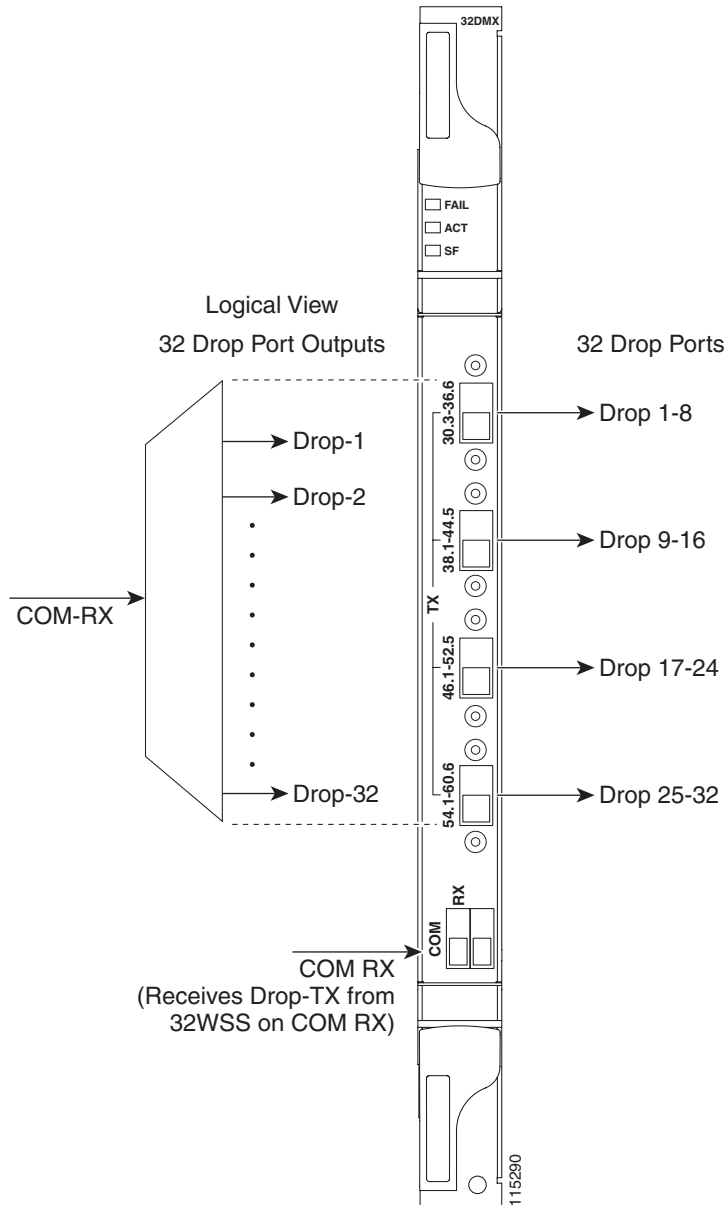 32DMX
FAIL
ACT
SF
Logical View
32 Drop Port Outputs
32 Drop Ports
30.3-36.6
Drop 1-8
Drop-1
Drop-2
38.1-44.5
Drop 9-16
COM-RX
TX
46.1-52.5
Drop 17-24
Drop-32
54.1-60.6
Drop 25-32
RX
COM
COM RX
(Receives Drop-TX from
32WSS on COM RX)
115290